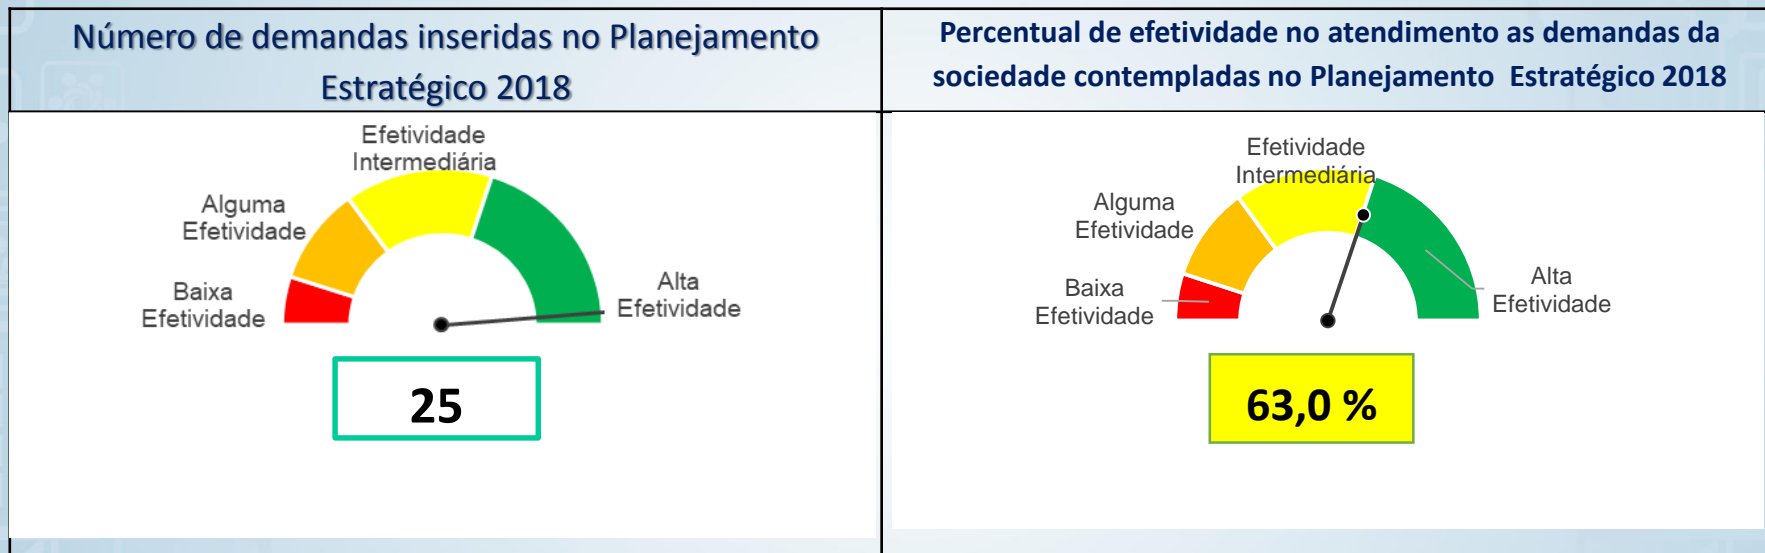 Número de demandas inseridas no Planejamento
Estratégico 2018
Efetividade
Intermediária
Alguma
Efetividade
Baixa
Efetividade
Alta
Efetividade
25
Percentual de efetividade no atendimento as demandas da
sociedade contempladas no Planejamento Estratégico 2018
Efetividade
Intermediária
Alguma
Efetividade
Baixa
Efetividade
Alta
Efetividade
63,0 %